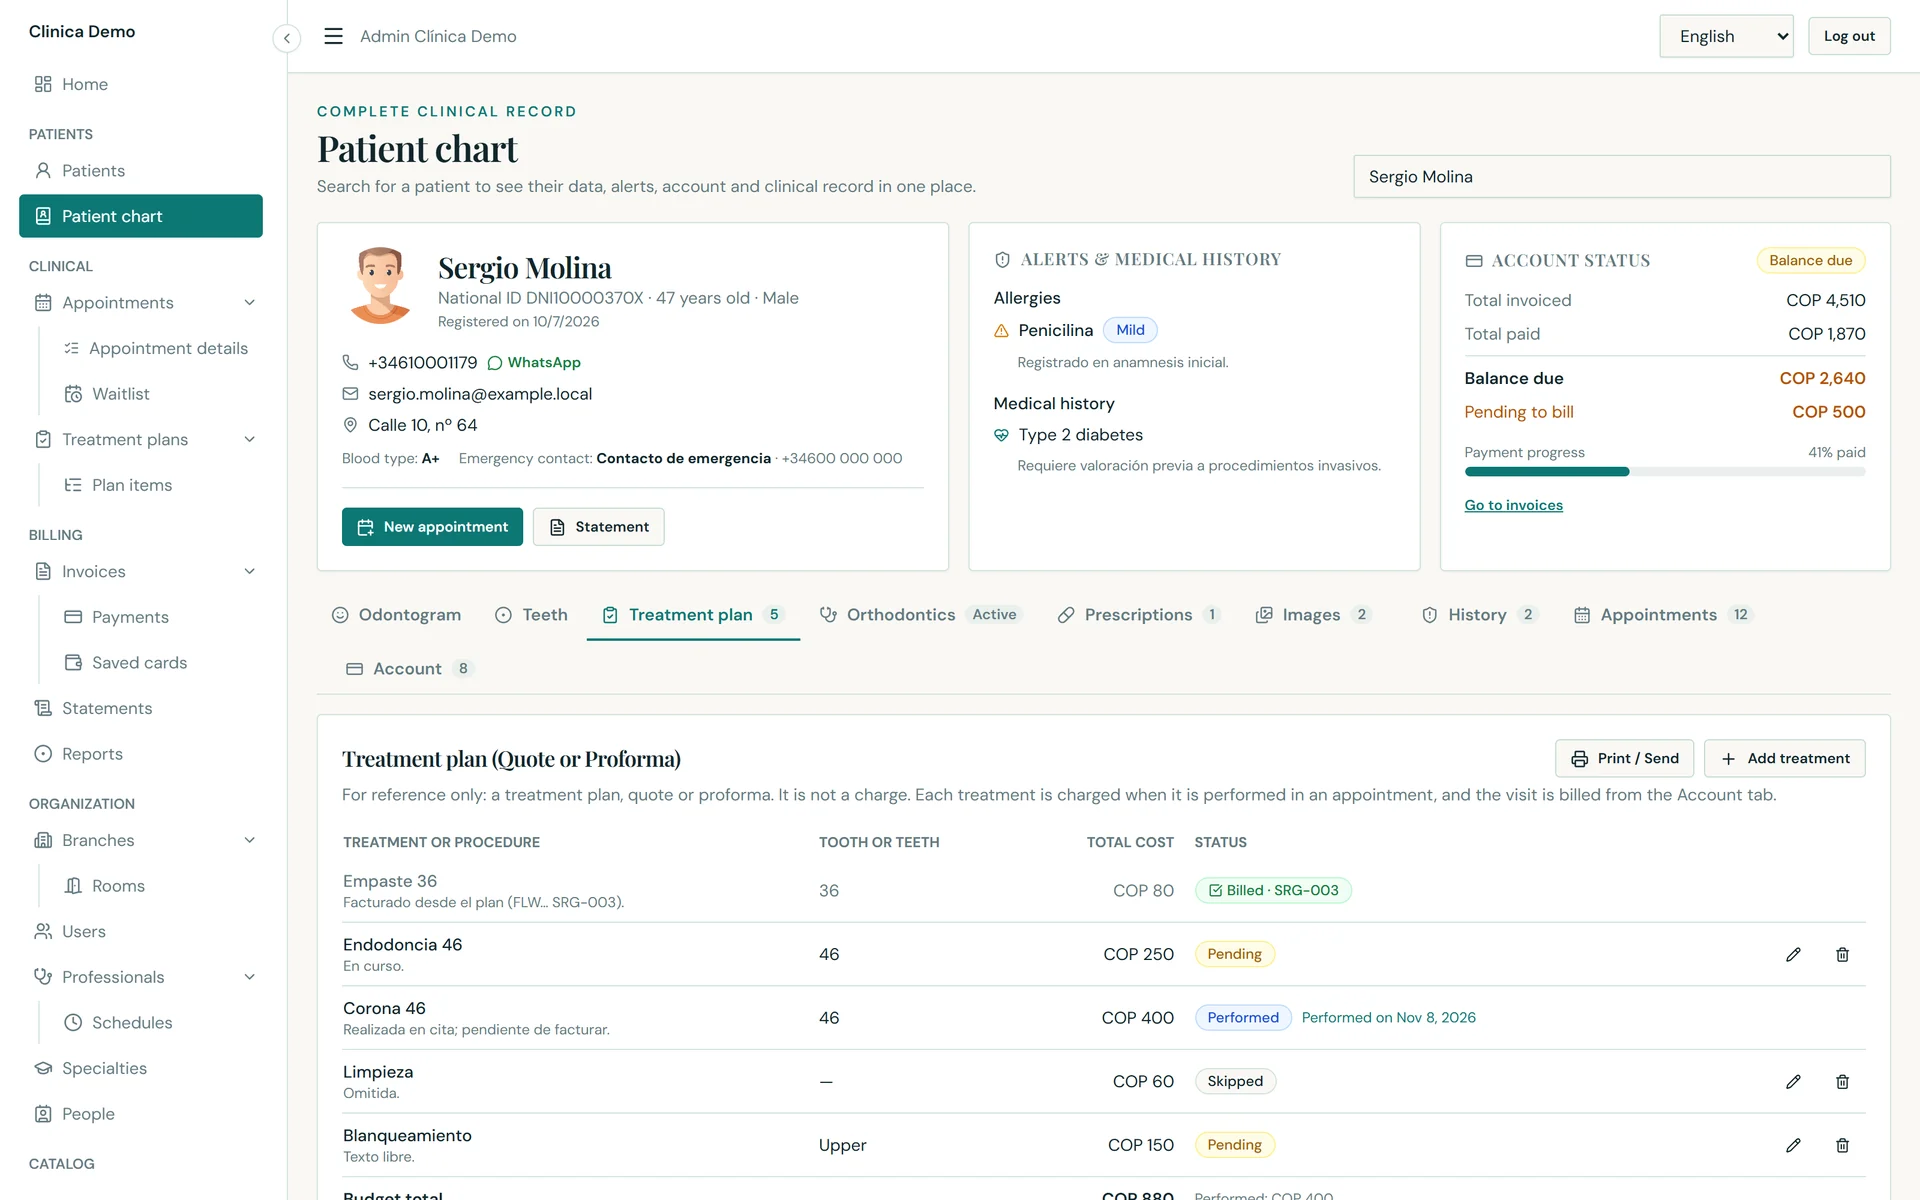 Clinica Demo
Home
PATIENTS
Patients
Patient chart
CLINICAL
Appointments
Appointment details
Waitlist
Treatment plans
Plan items
BILLING
Invoices
Payments
Saved cards
Statements
Reports
ORGANIZATION
Branches
Rooms
Users
Professionals
Schedules
Specialties
People
CATALOG
Admin Clínica Demo
English
Log out
COMPLETE CLINICAL RECORD
Patient chart
Search for a patient to see their data, alerts, account and clinical record in one place.
Sergio Molina
Sergio Molina
National ID DNI10000370X · 47 years old · Male
Registered on 10/7/2026
+34610001179 WhatsApp
sergio.molina@example.local
Calle 10, nº 64
Blood type: A+ Emergency contact: Contacto de emergencia · +34600 000 000
New appointment
Statement
ALERTS & MEDICAL HISTORY
Allergies
Penicilina Mild
Registrado en anamnesis inicial.
Medical history
Type 2 diabetes
Requiere valoración previa a procedimientos invasivos.
ACCOUNT STATUS Balance due
Total invoiced COP 4,510
Total paid COP 1,870
Balance due COP 2,640
Pending to bill COP 500
Payment progress 41% paid
Go to invoices
Odontogram Teeth Treatment plan 5 Orthodontics Active Prescriptions 1 Images 2 History 2 Appointments 12
Account 8
Treatment plan (Quote or Proforma)
Print / Send
Add treatment
For reference only: a treatment plan, quote or proforma. It is not a charge. Each treatment is charged when it is performed in an appointment, and the visit is billed from the Account tab.
TREATMENT OR PROCEDURE TOOTH OR TEETH TOTAL COST STATUS
Empaste 36 36 COP 80 Billed · SRG-003
Facturado desde el plan (FLW... SRG-003).
Endodoncia 46 46 COP 250 Pending
En curso.
Corona 46 46 COP 400 Performed Performed on Nov 8, 2026
Realizada en cita; pendiente de facturar.
Limpieza — COP 60 Skipped
Omitida.
Blanqueamiento Upper COP 150 Pending
Texto libre.
Budget total COP 880 Performed: COP 400